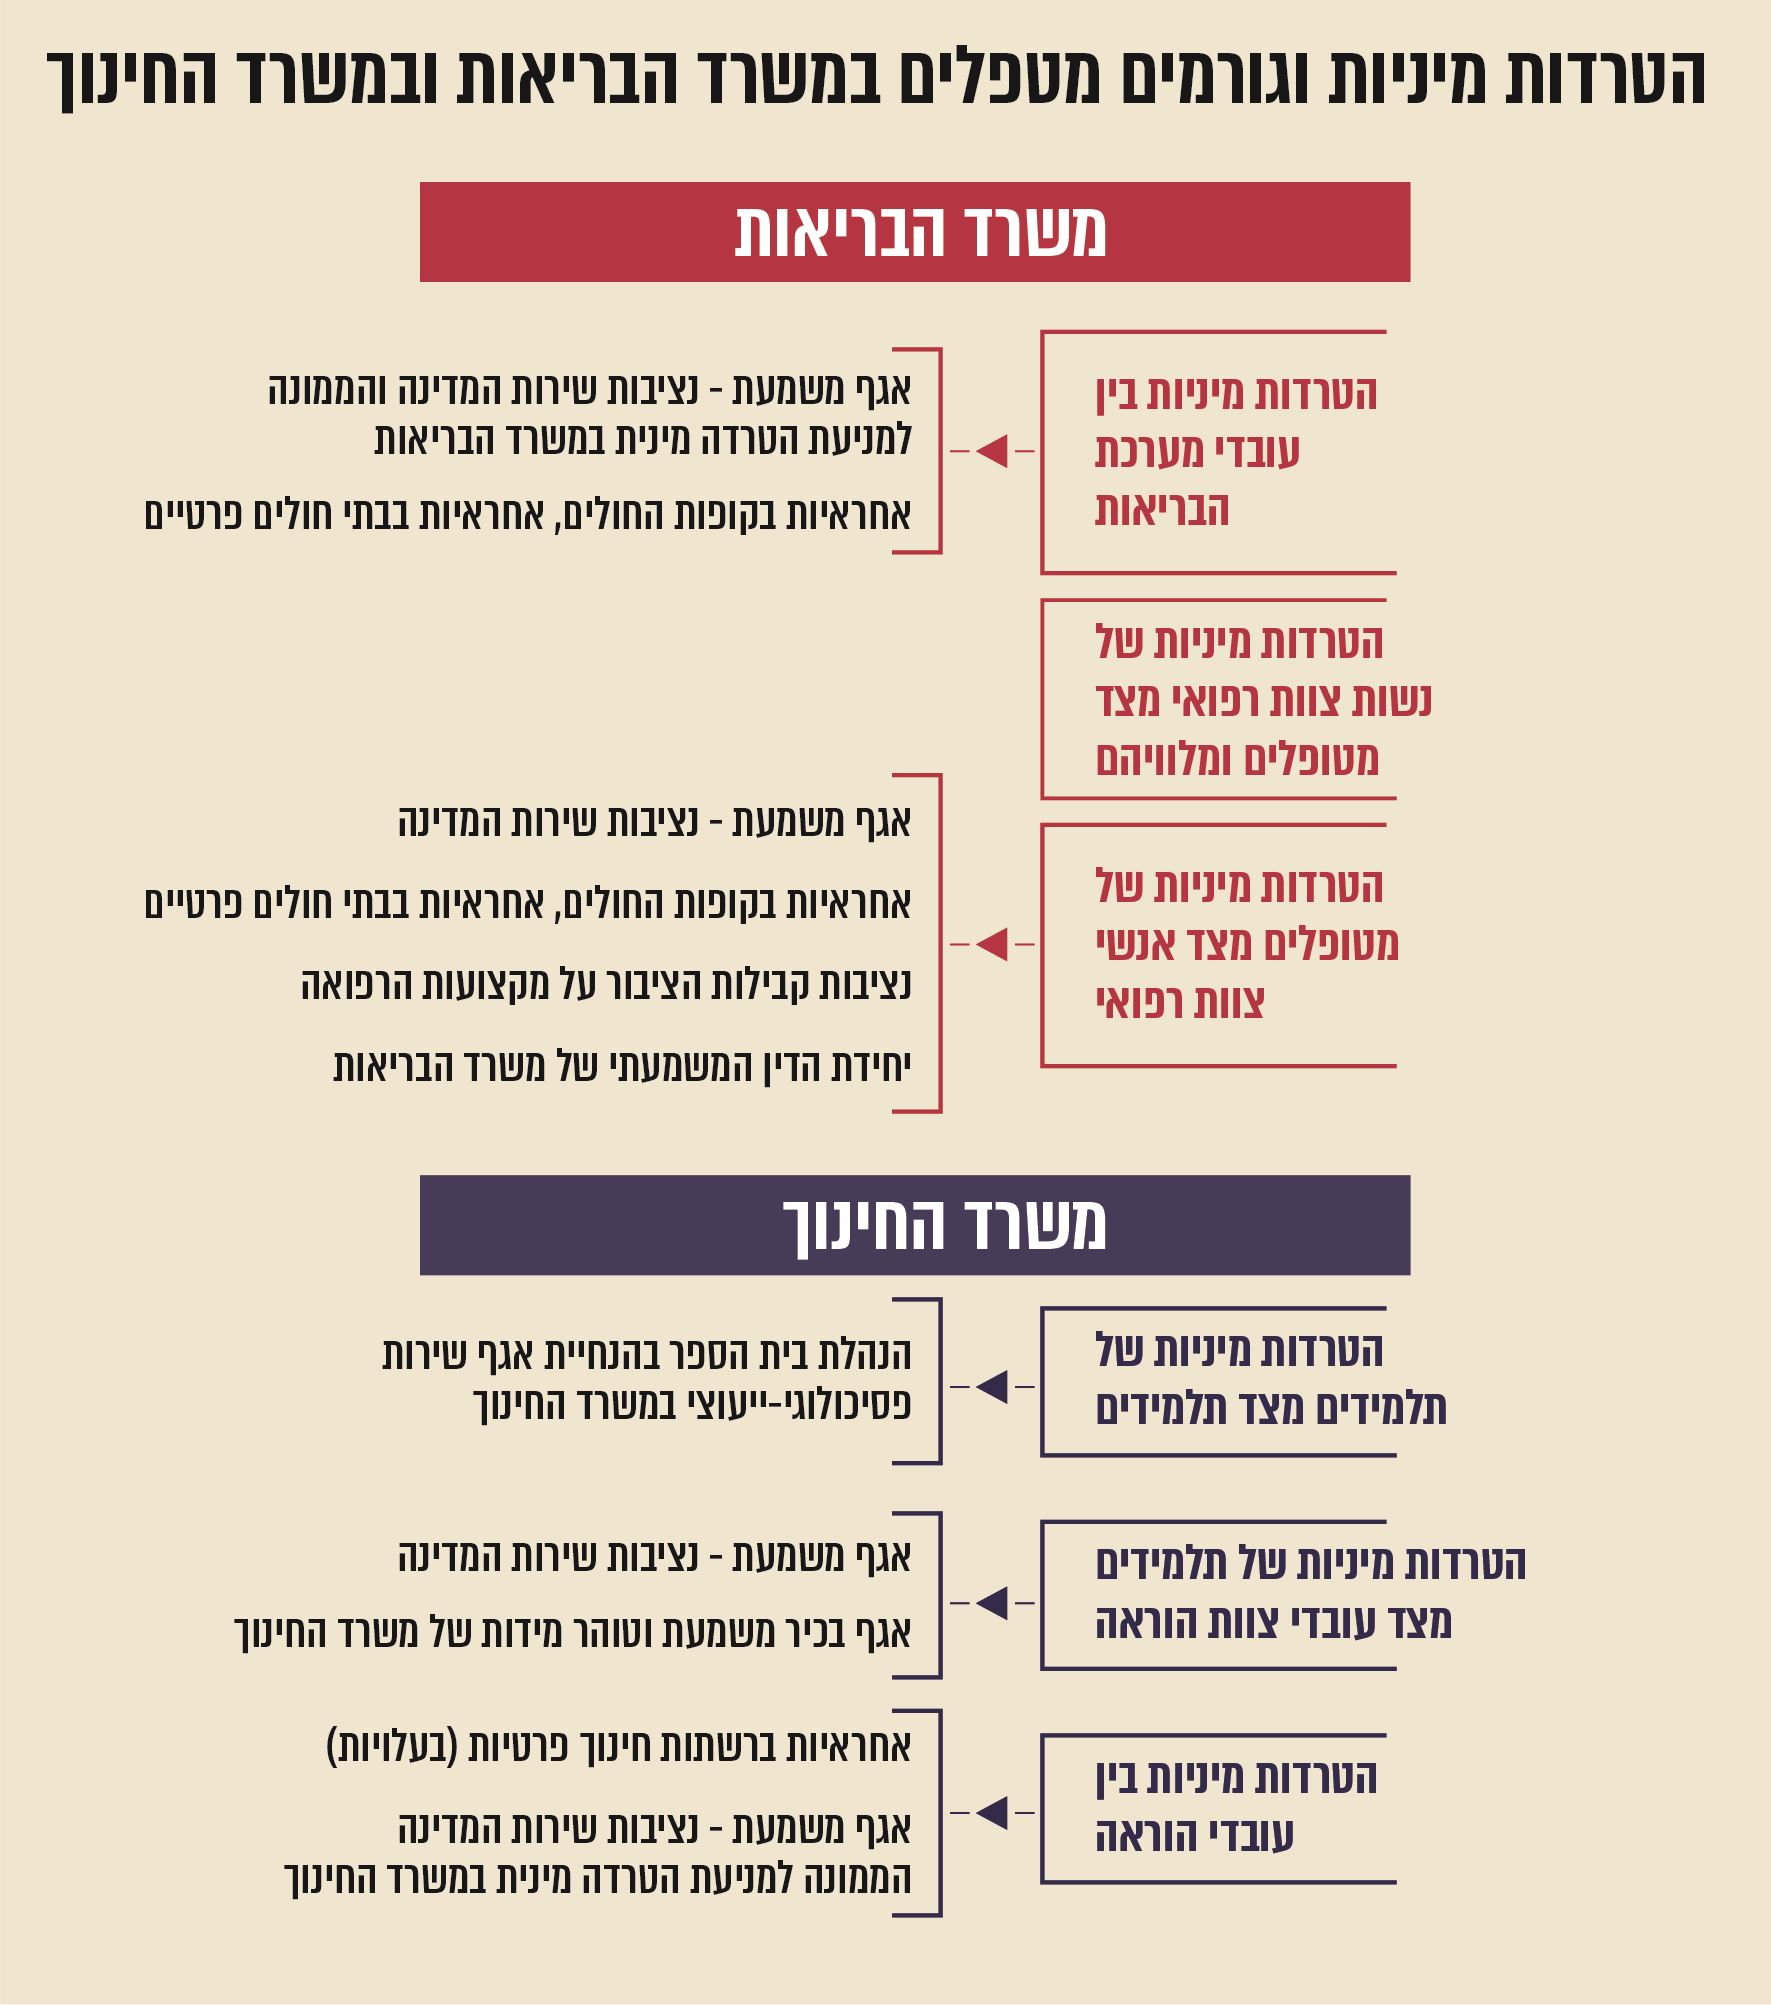 הטרדות מיניות וגורמים מטפלים במשרד הבריאות ובמשרד החינוך
משרד הבריאות
הטרדות מיניות בין
עובדי מערכת
הבריאות
אגף משמעת - נציבות שירות המדינה והממונה
למניעת הטרדה מינית במשרד הבריאות
אחראיות בקופות החולים, אחראיות בבתי חולים פרטיים
הטרדות מיניות של
נשות צוות רפואי מצד
מטופלים ומלוויהם
הטרדות מיניות של
מטופלים מצד אנשי
צוות רפואי
אגף משמעת - נציבות שירות המדינה
אחראיות בקופות החולים, אחראיות בבתי חולים פרטיים
נציבות קבילות הציבור על מקצועות הרפואה
יחידת הדין המשמעתי של משרד הבריאות
משרד החינוך
הטרדות מיניות של
תלמידים מצד תלמידים
הנהלת בית הספר בהנחיית אגף שירות
פסיכולוגי-ייעוצי במשרד החינוך
הטרדות מיניות של תלמידים
מצד עובדי צוות הוראה
אגף משמעת - נציבות שירות המדינה
אגף בכיר משמעת וטוהר מידות של משרד החינוך
הטרדות מיניות בין
עובדי הוראה
אחראיות ברשתות חינוך פרטיות (בעלויות)
אגף משמעת - נציבות שירות המדינה
הממונה למניעת הטרדה מינית במשרד החינוך